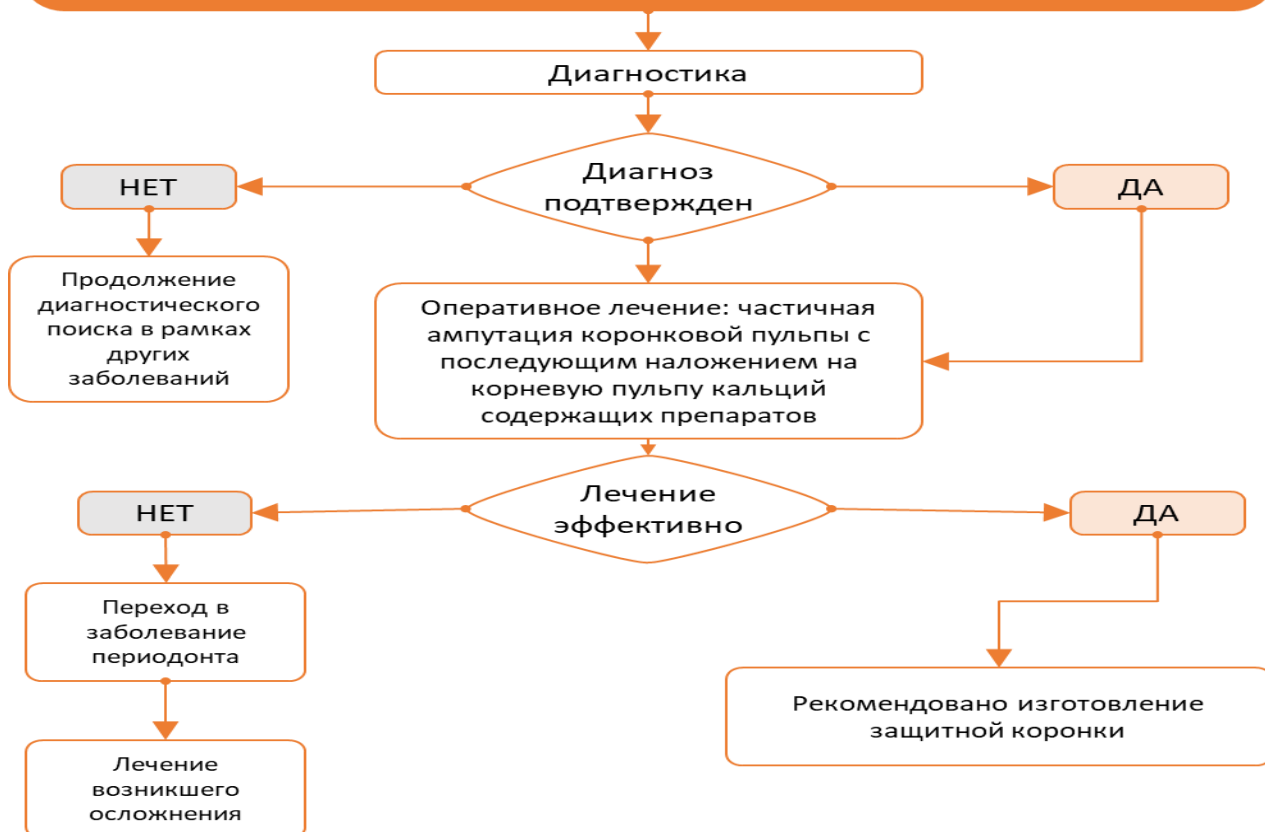 Диагностика
Диагноз
подтвержден
НЕТ
ДА
Продолжение
диагностического
поиска в рамках
других
заболеваний
Оперативное лечение: частичная
ампутация коронковой пульпы с
последующим наложением на
корневую пульпу кальций
содержащих препаратов
Лечение
эффективно
НЕТ
ДА
Переход в
заболевание
периодонта
Рекомендовано изготовление
защитной коронки
Лечение
возникшего
осложнения